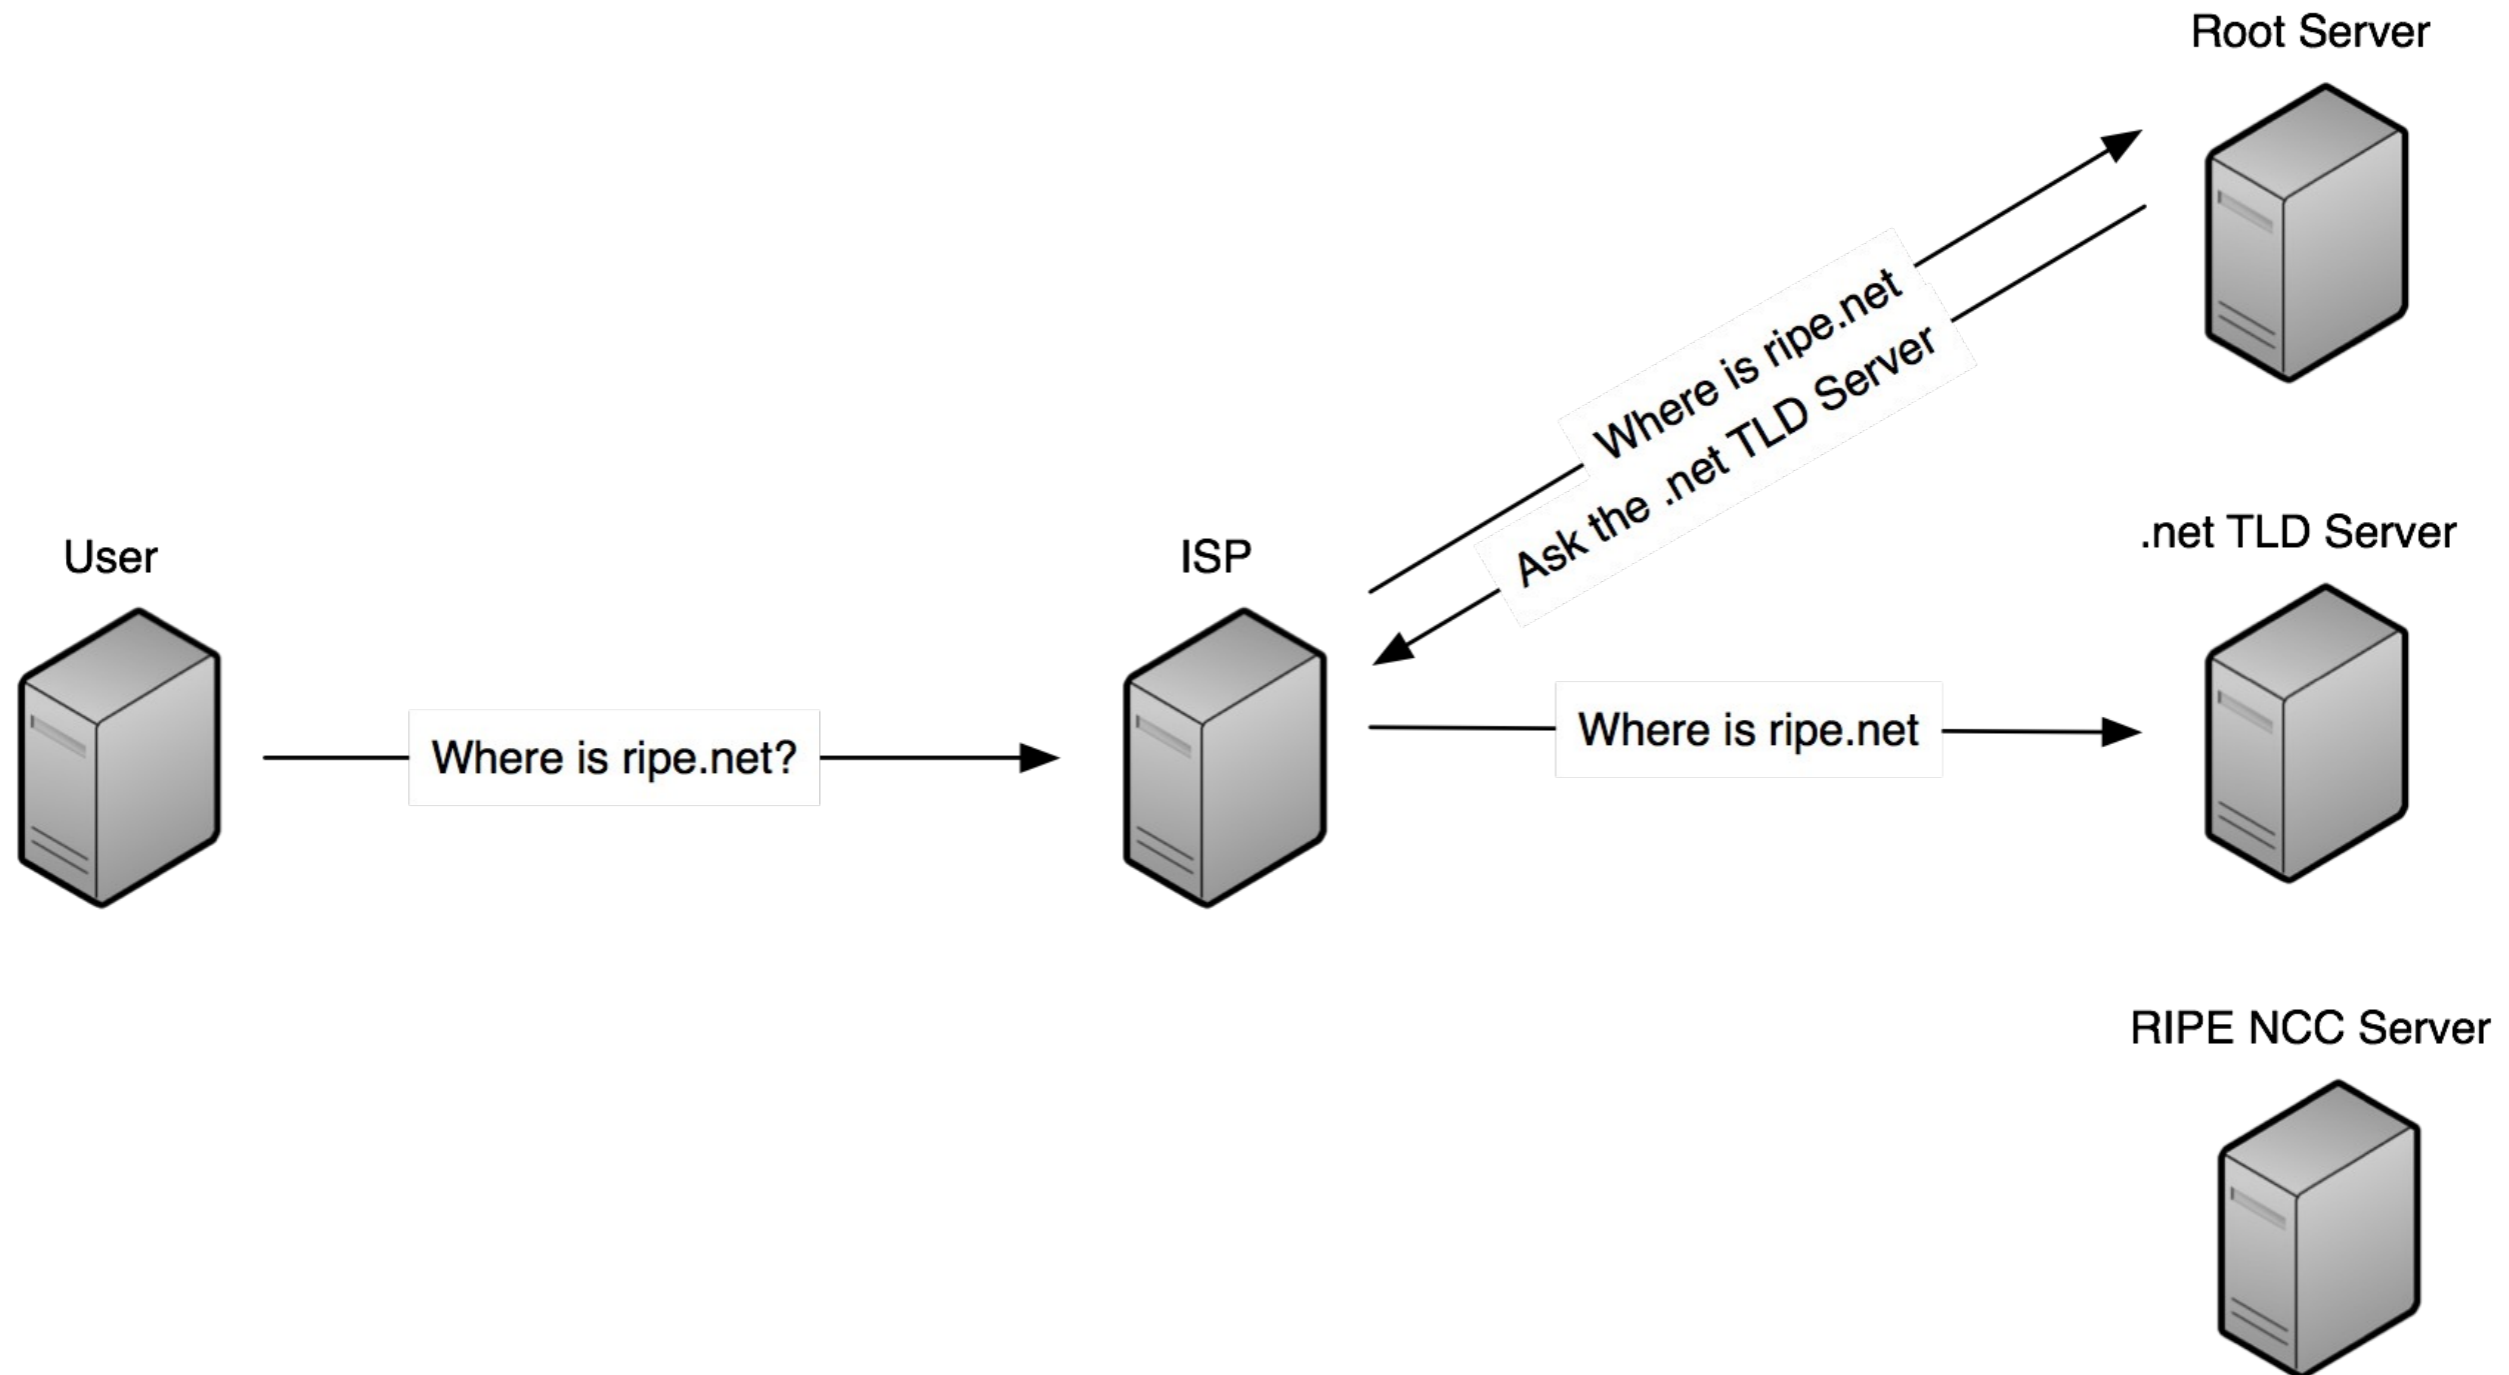 Root Server
Where is ripe.net
Ask the .net TLD Server
.net TLD Server
User
ISP
Where is ripe.net?
Where is ripe.net
RIPE NCC Server